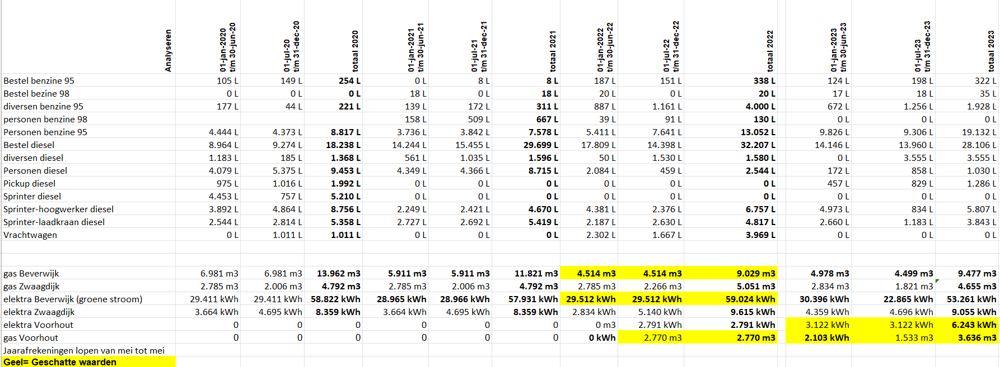 Analyseren 01-jan-2020 t/m 30-jun-20 01-jul-20 t/m 31-dec-20 totaal 2020 01-jan-2021 t/m 30-jun-21 01-jul-21 t/m 31-dec-21 totaal 2021 01-jan-2022 t/m 30-jun-22 01-jul-22 t/m 31-dec-22 totaal 2022 01-jan-2023 t/m 30-jun-23 01-jul-23 t/m 31-dec-23 totaal 2023
Bestel benzine 95 105 L 149 L 254 L 0 L 8 L 8 L 187 L 151 L 338 L 124 L 198 L 322 L
Bestel bezine 98 0 L 0 L 0 L 18 L 0 L 18 L 20 L 0 L 20 L 17 L 18 L 35 L
diversen benzine 95 177 L 44 L 221 L 139 L 172 L 311 L 887 L 1.161 L 4.000 L 672 L 1.256 L 1.928 L
personen benzine 98 158 L 509 L 667 L 39 L 91 L 130 L 0 L 0 L 0 L
Personen benzine 95 4.444 L 4.373 L 8.817 L 3.736 L 3.842 L 7.578 L 5.411 L 7.641 L 13.052 L 9.826 L 9.306 L 19.132 L
Bestel diesel 8.964 L 9.274 L 18.238 L 14.244 L 15.455 L 29.699 L 17.809 L 14.398 L 32.207 L 14.146 L 13.960 L 28.106 L
diversen diesel 1.183 L 185 L 1.368 L 561 L 1.035 L 1.596 L 50 L 1.530 L 1.580 L 0 L 3.555 L 3.555 L
Personen diesel 4.079 L 5.375 L 9.453 L 4.349 L 4.366 L 8.715 L 2.084 L 459 L 2.544 L 172 L 858 L 1.030 L
Pickup diesel 975 L 1.016 L 1.992 L 0 L 0 L 0 L 0 L 0 L 0 L 457 L 829 L 1.286 L
Sprinter diesel 4.453 L 757 L 5.210 L 0 L 0 L 0 L 0 L 0 L 0 L 0 L 0 L 0 L
Sprinter-hoogwerker diesel 3.892 L 4.864 L 8.756 L 2.249 L 2.421 L 4.670 L 4.381 L 2.376 L 6.757 L 4.973 L 834 L 5.807 L
Sprinter-laadkraan diesel 2.544 L 2.814 L 5.358 L 2.727 L 2.692 L 5.419 L 2.187 L 2.630 L 4.817 L 2.660 L 1.183 L 3.843 L
Vrachtwagen 0 L 1.011 L 1.011 L 0 L 0 L 0 L 2.302 L 1.667 L 3.969 L 0 L 0 L 0 L
gas Beverwijk 6.981 m3 6.981 m3 13.962 m3 5.911 m3 5.911 m3 11.821 m3 4.514 m3 4.514 m3 9.029 m3 4.978 m3 4.499 m3 9.477 m3
gas Zwaagdijk 2.785 m3 2.006 m3 4.792 m3 2.785 m3 2.006 m3 4.792 m3 2.785 m3 2.266 m3 5.051 m3 2.834 m3 1.821 m3 4.655 m3
elektra Beverwijk (groene stroom) 29.411 kWh 29.411 kWh 58.822 kWh 28.965 kWh 28.966 kWh 57.931 kWh 29.512 kWh 29.512 kWh 59.024 kWh 30.396 kWh 22.865 kWh 53.261 kWh
elektra Zwaagdijk 3.664 kWh 4.695 kWh 8.359 kWh 3.664 kWh 4.695 kWh 8.359 kWh 2.834 kWh 5.140 kWh 9.615 kWh 4.359 kWh 4.696 kWh 9.055 kWh
elektra Voorhout 0 0 0 0 0 0 0 m3 2.791 kWh 2.791 kWh 3.122 kWh 3.122 kWh 6.243 kWh
gas Voorhout 0 0 0 0 0 0 0 kWh 2.770 m3 2.770 m3 2.103 kWh 1.533 m3 3.636 m3
Jaarafrekeningen lopen van mei tot mei
Geel= Geschatte waarden